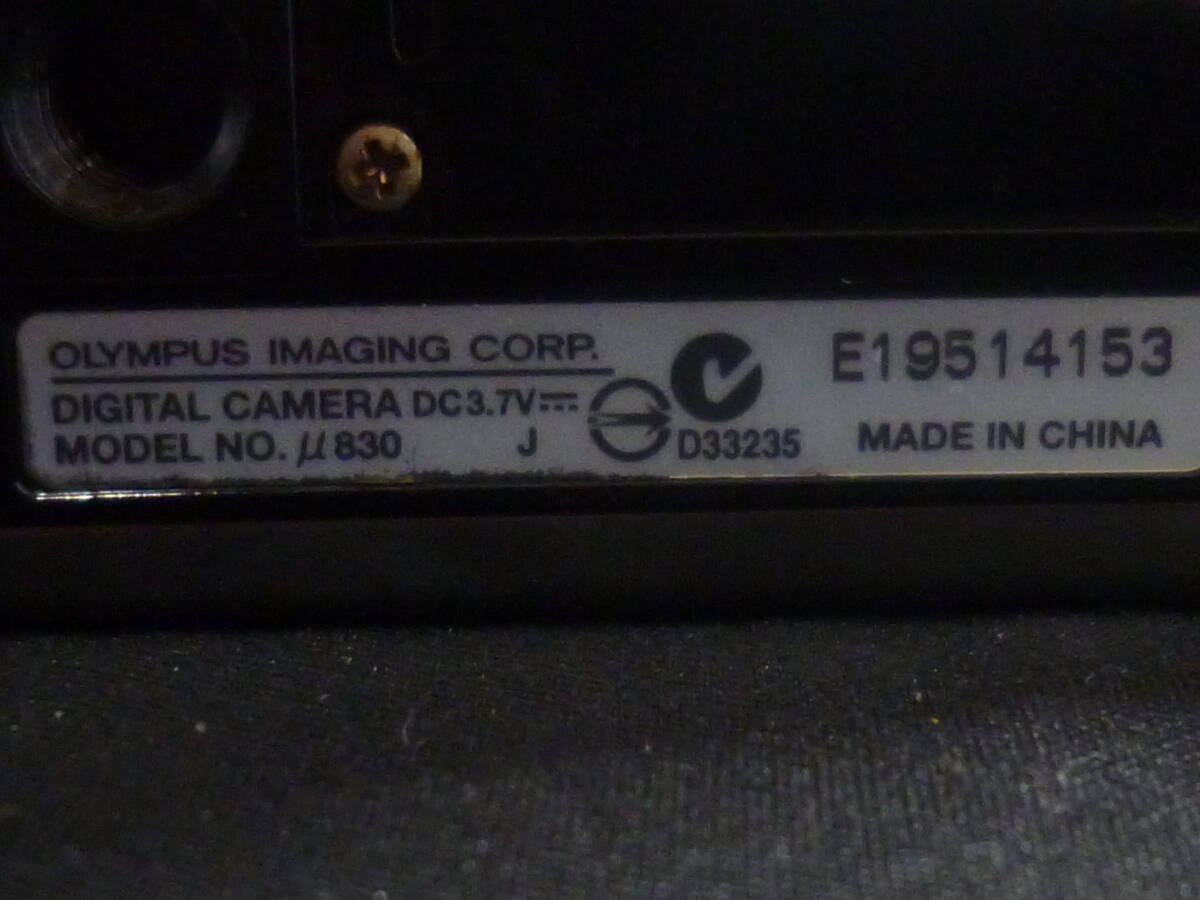 OLYMPUS IMAGING CORP.
DIGITAL CAMERA DC3.7V⎓
MODEL NO. μ830 J
D33235
E19514153
MADE IN CHINA